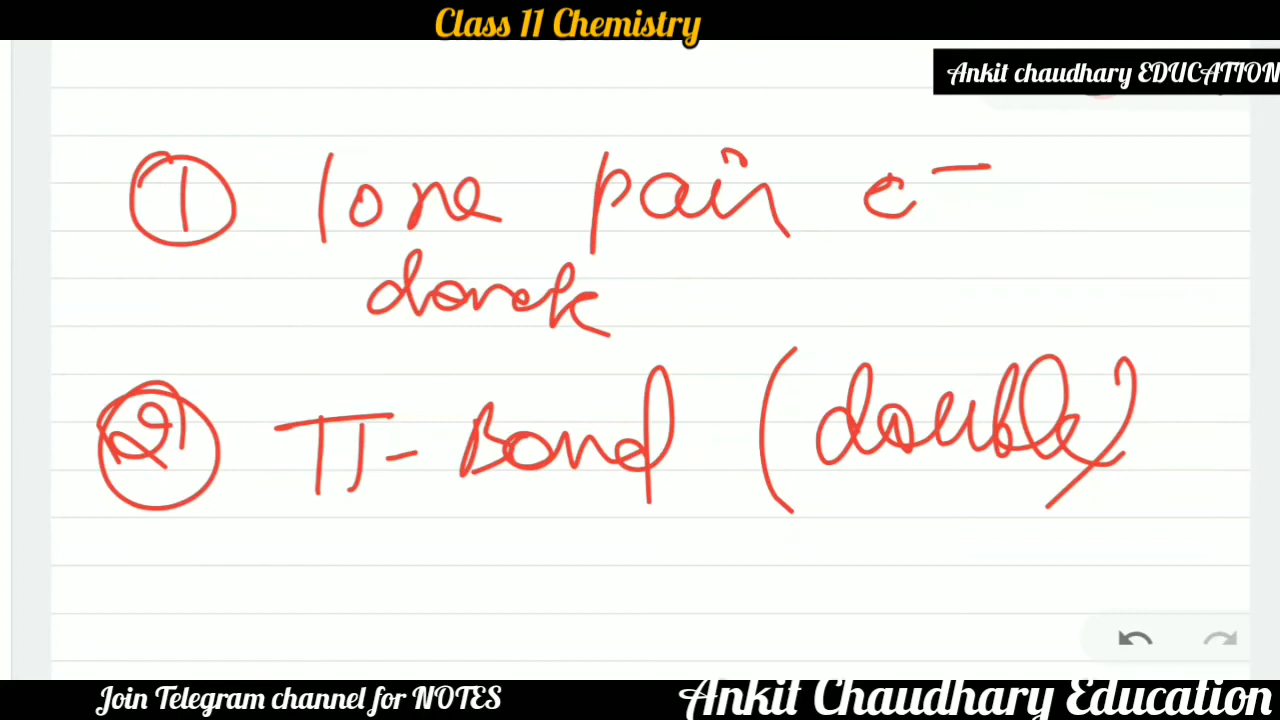 Class 11 Chemistry
Ankit chaudhary EDUCATION
① lone pair e⁻
donate
② π-Bond (double)
Join Telegram channel for NOTES
Ankit Chaudhary Education